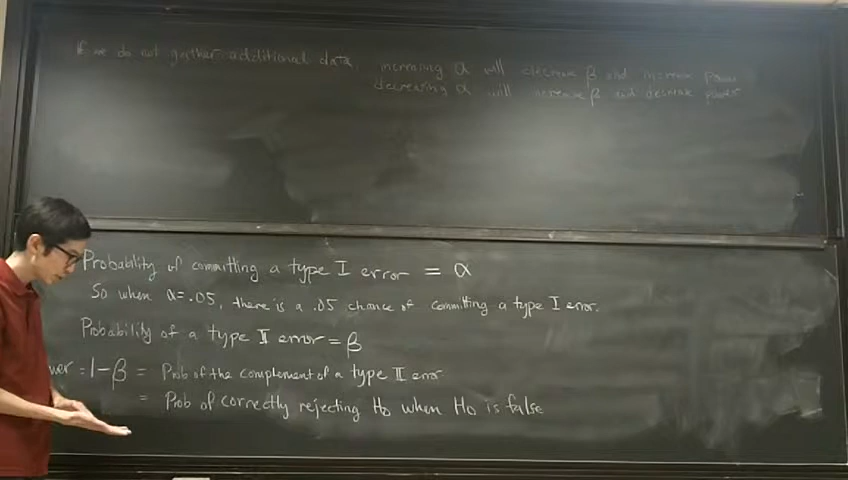 If we do not gather additional data, increasing α will decrease β and increase power
decreasing α will increase β and decrease power
Probability of committing a type I error = α
So when α=.05, there is a .05 chance of committing a type I error.
Probability of a type II error = β
wer = 1-β = Prob of the complement of a type II error
= Prob of correctly rejecting H0 when H0 is false